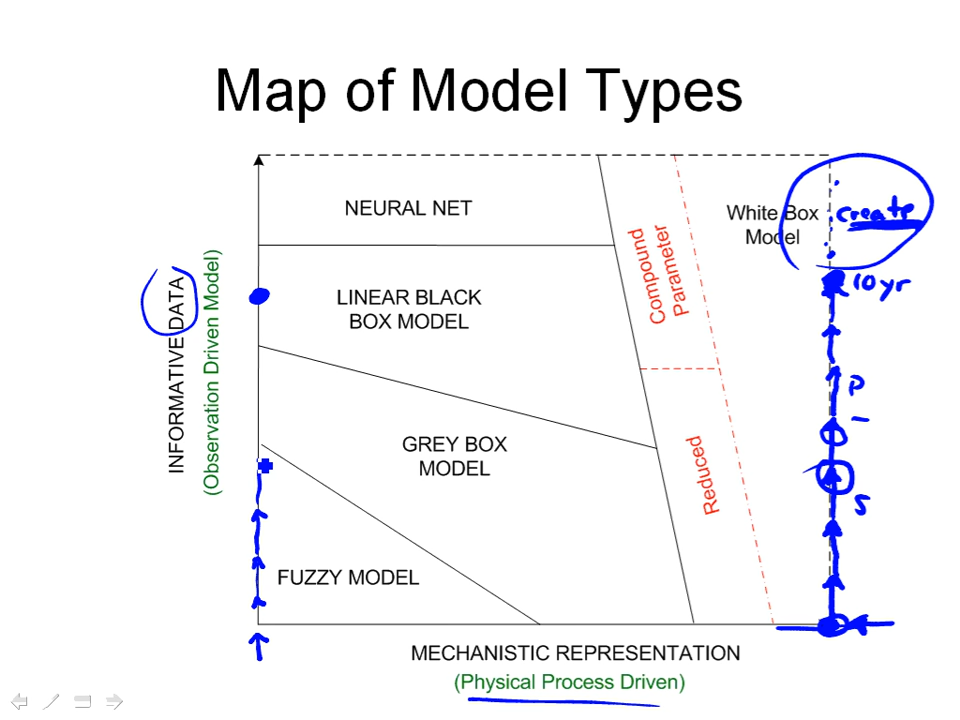 Map of Model Types
NEURAL NET
White Box
Model
create
Compound
Parameter
10yr
LINEAR BLACK
BOX MODEL
INFORMATIVE DATA
(Observation Driven Model)
P
I
GREY BOX
MODEL
Reduced
S
FUZZY MODEL
MECHANISTIC REPRESENTATION
(Physical Process Driven)